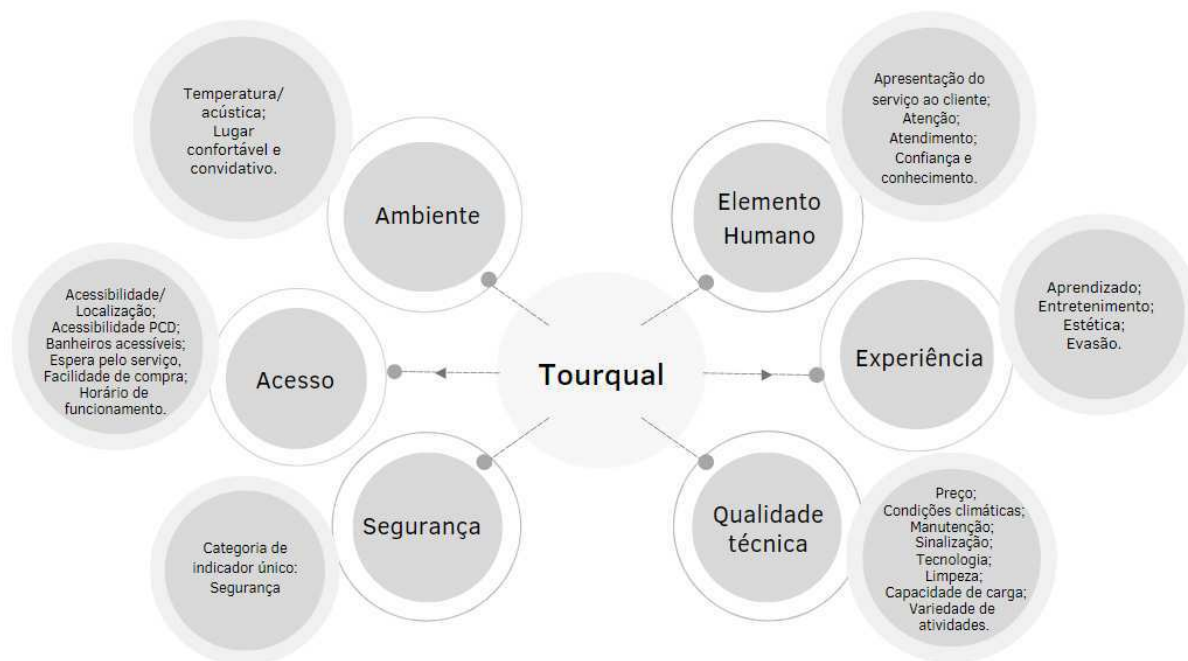 Temperatura/
acústica;
Lugar
confortável e
convidativo.
Ambiente
Acessibilidade/
Localização;
Acessibilidade PCD;
Banheiros acessíveis;
Espera pelo serviço,
Facilidade de compra;
Horário de
funcionamento.
Acesso
Categoria de
indicador único:
Segurança
Segurança
Tourqual
Apresentação do
serviço ao cliente;
Atenção;
Atendimento;
Confiança e
conhecimento.
Elemento
Humano
Aprendizado;
Entretenimento;
Estética;
Evasão.
Experiência
Preço;
Condições climáticas;
Manutenção;
Sinalização;
Tecnologia;
Limpeza;
Capacidade de carga;
Variedade de
atividades.
Qualidade
técnica